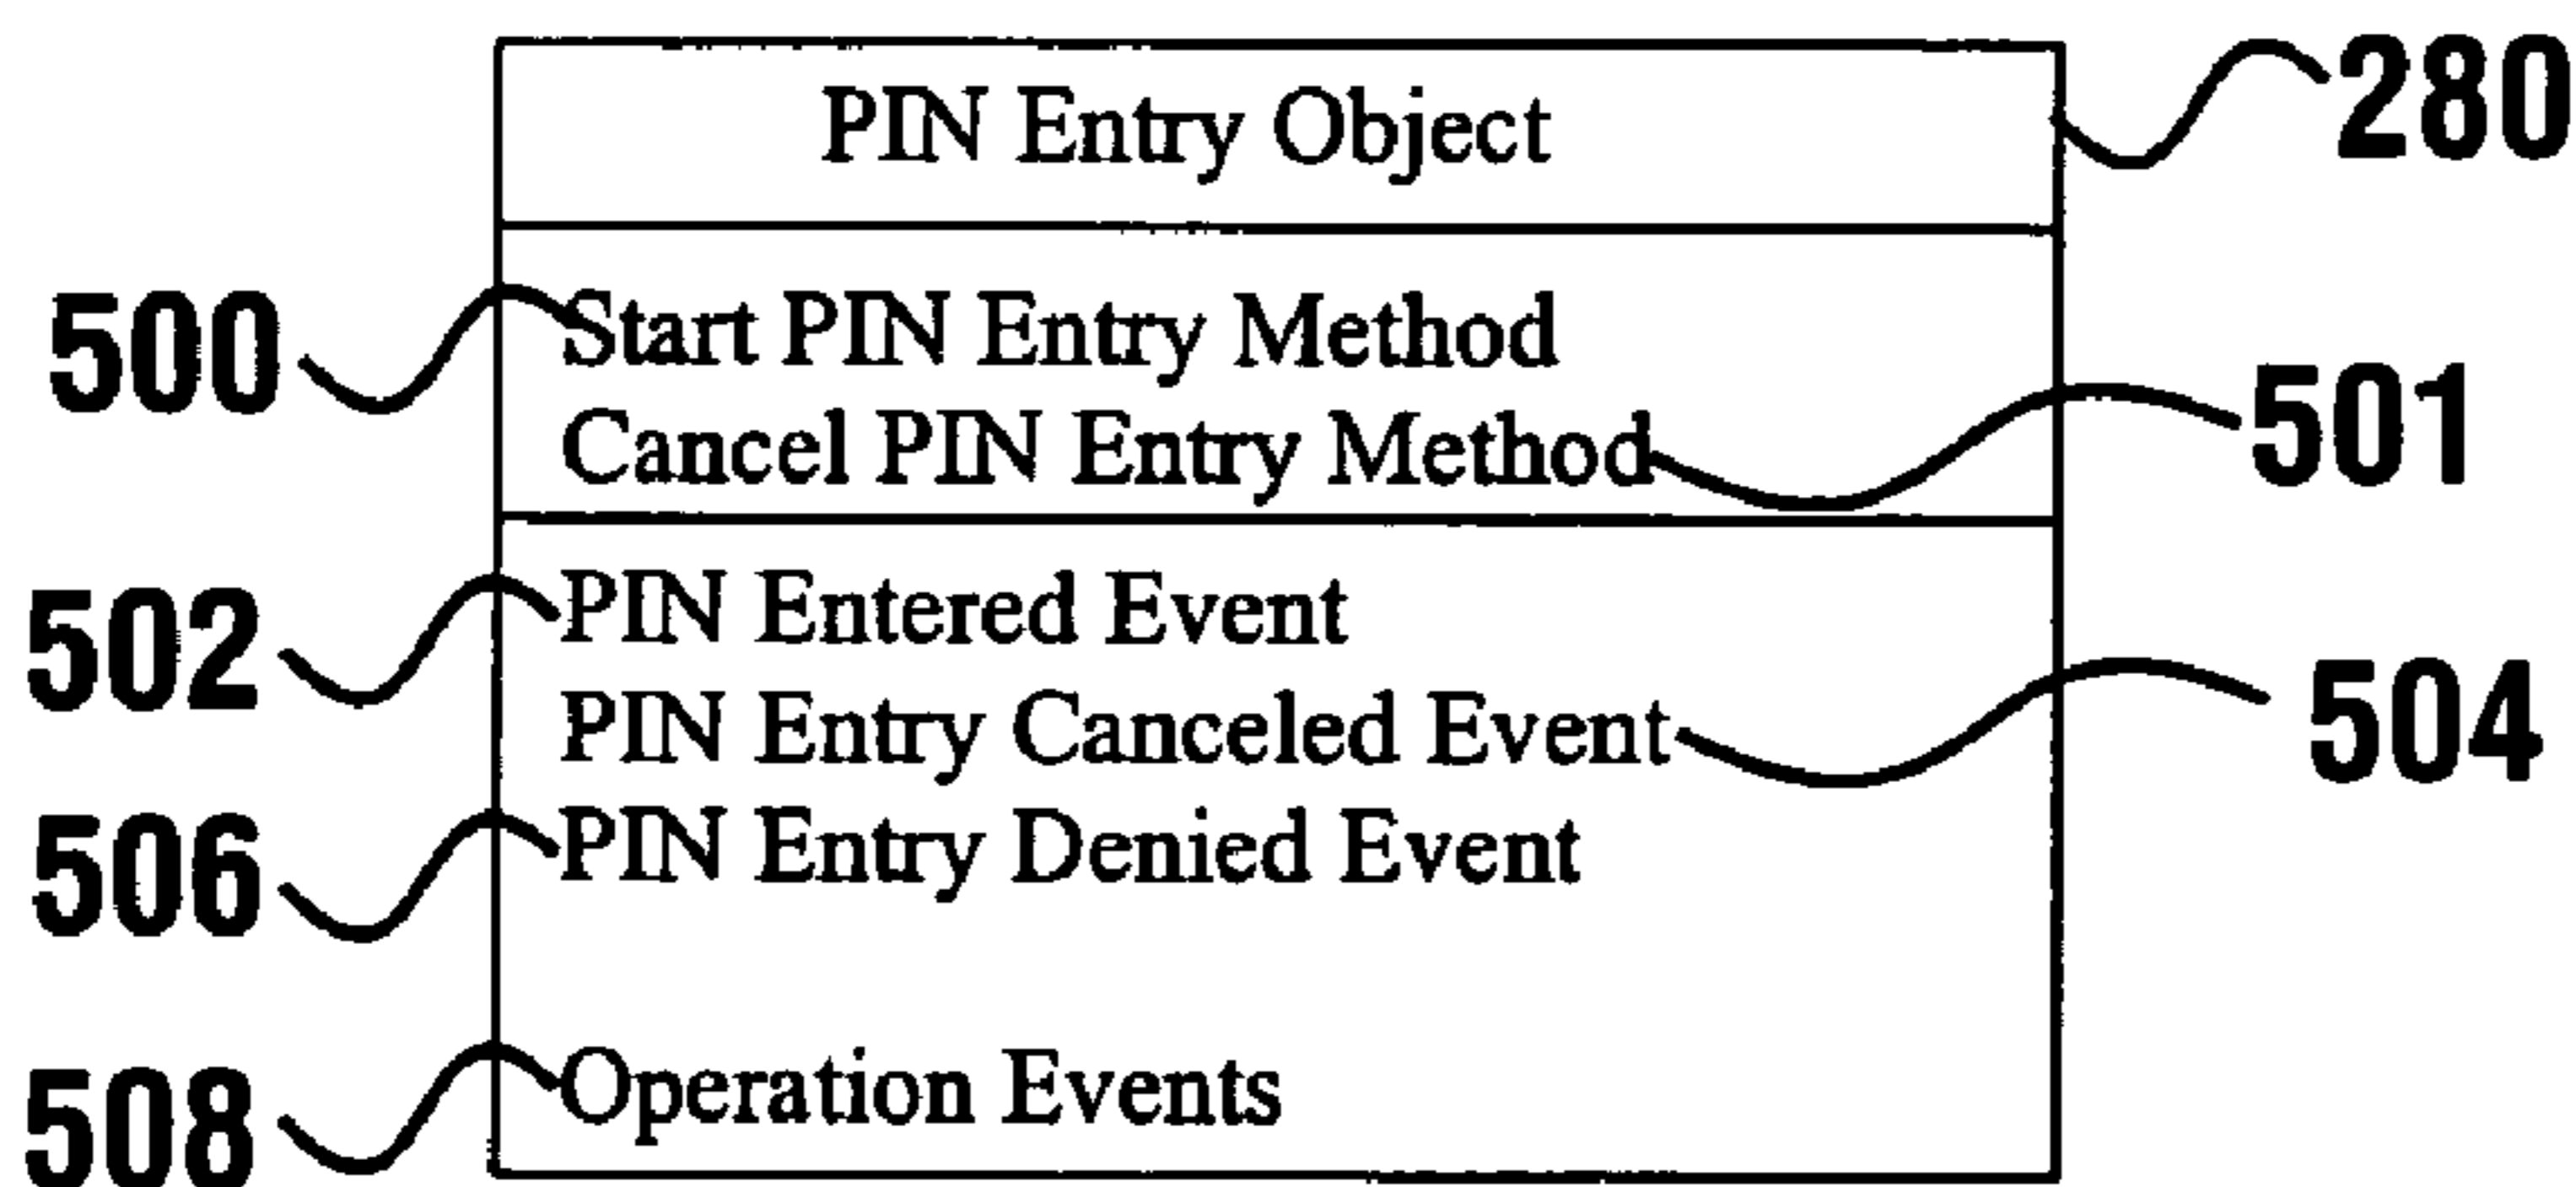 PIN Entry Object 280
500 Start PIN Entry Method
Cancel PIN Entry Method 501
502 PIN Entered Event
PIN Entry Canceled Event 504
506 PIN Entry Denied Event
508 Operation Events